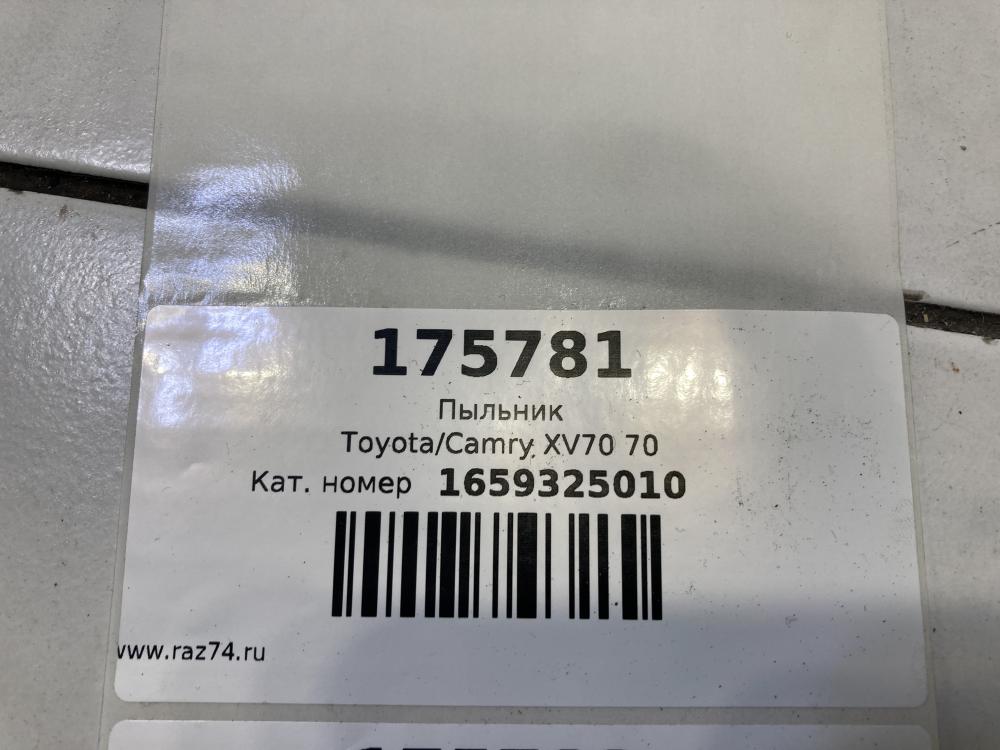 175781
Пыльник
Toyota/Camry XV70 70
Кат. номер 1659325010
www.raz74.ru